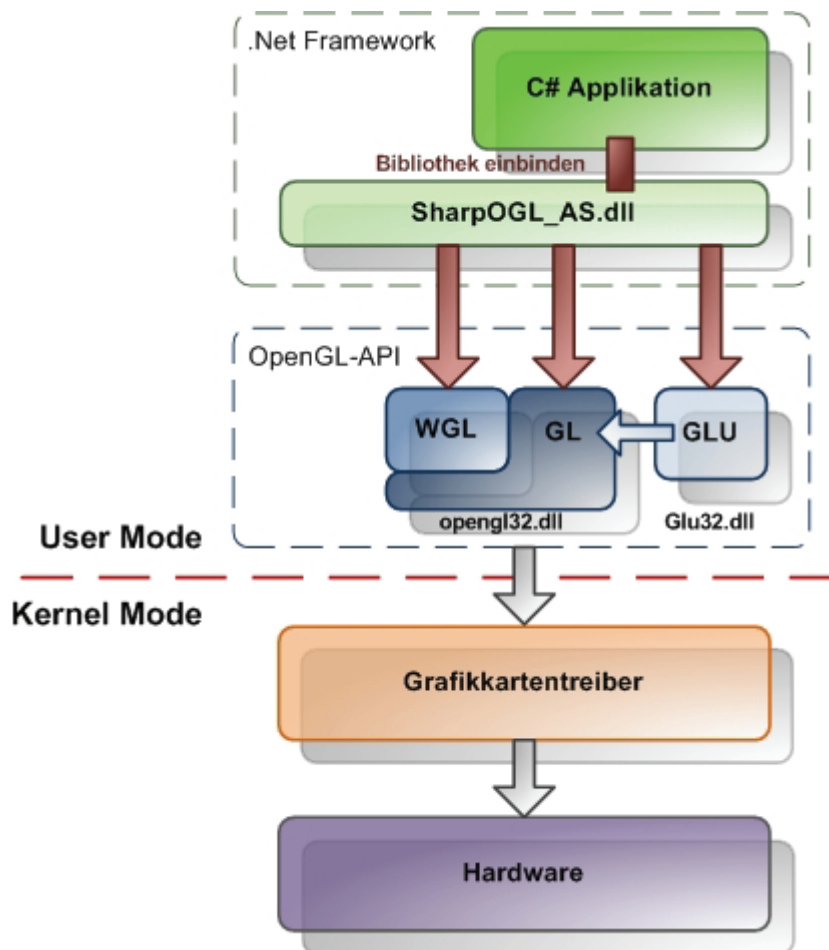 .Net Framework
C# Applikation
Bibliothek einbinden
SharpOGL_AS.dll
OpenGL-API
WGL
GL
GLU
opengl32.dll
Glu32.dll
User Mode
Kernel Mode
Grafikkartentreiber
Hardware